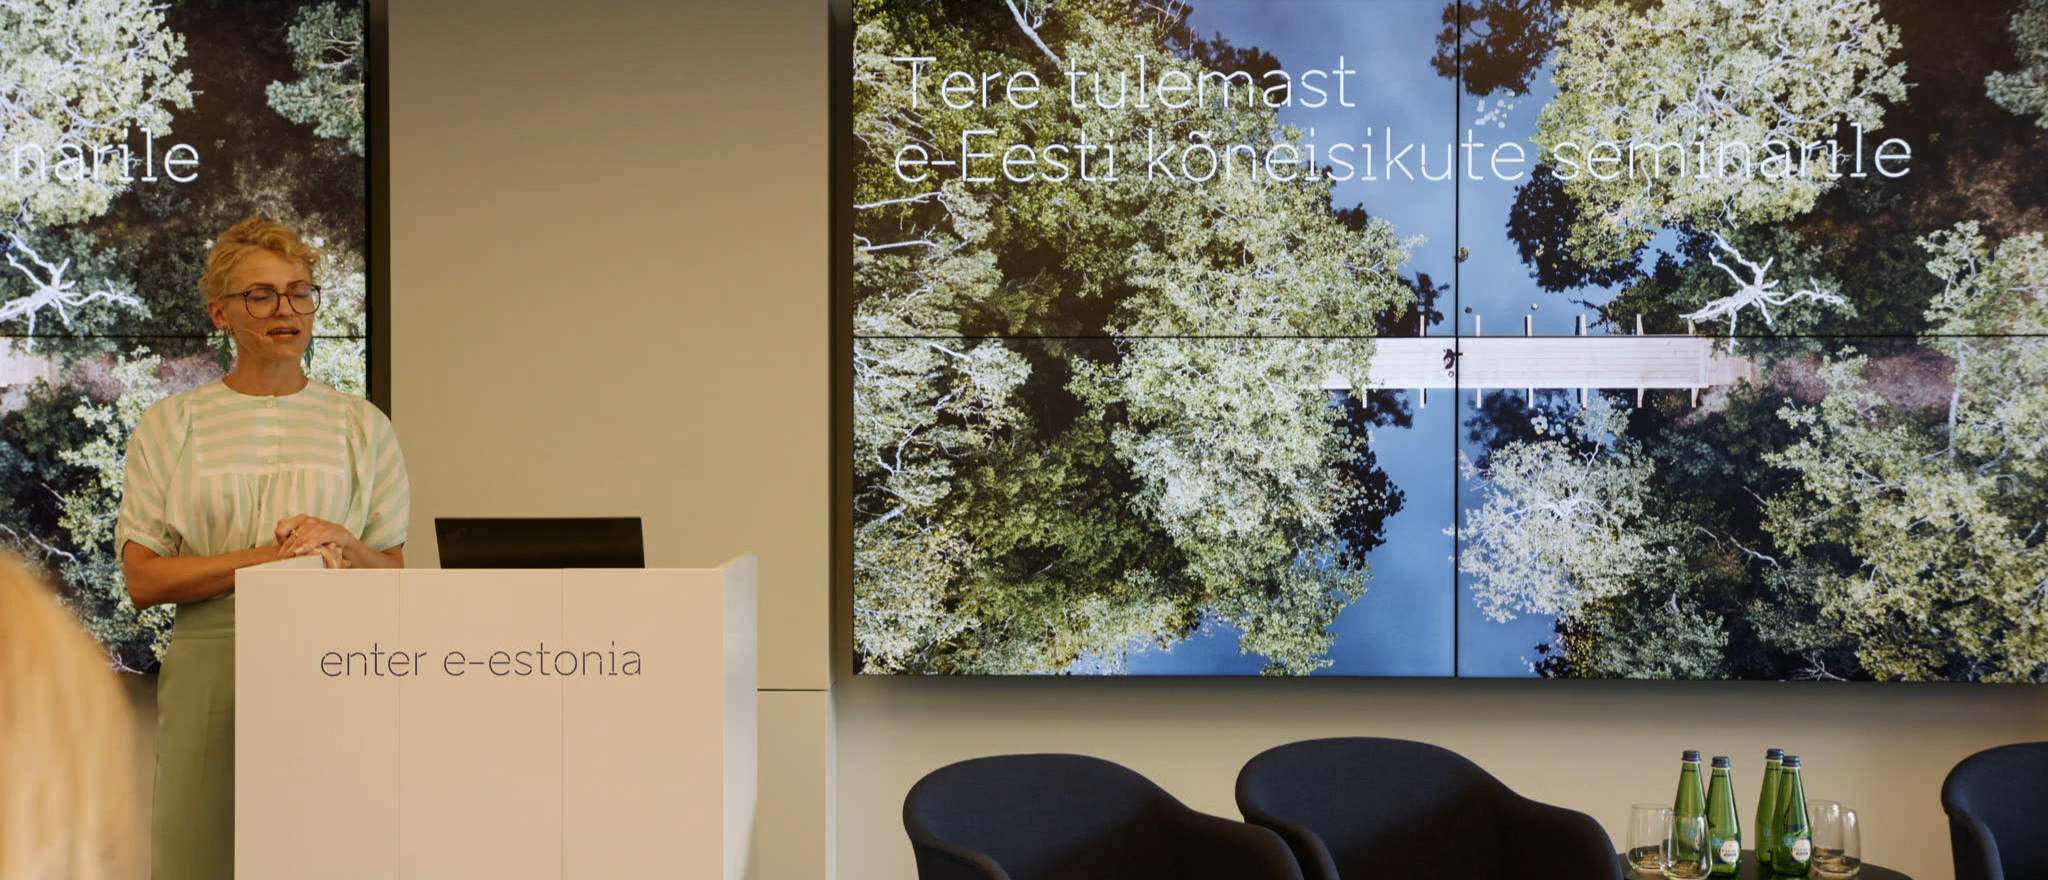 Tere tulemast
e-Eesti kõneisikute seminarile
narile
enter e-estonia